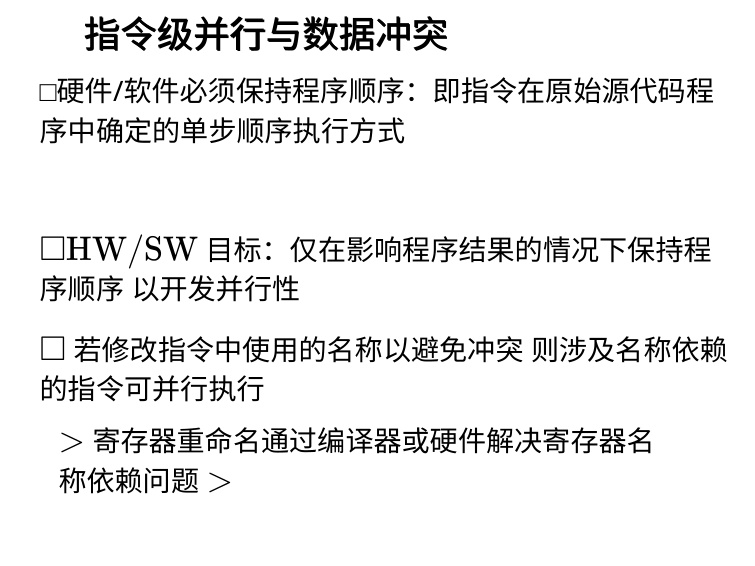 指令级并行与数据冲突
□硬件/软件必须保持程序顺序：即指令在原始源代码程
序中确定的单步顺序执行方式
□HW/SW 目标：仅在影响程序结果的情况下保持程
序顺序 以开发并行性
□ 若修改指令中使用的名称以避免冲突 则涉及名称依赖
的指令可并行执行
> 寄存器重命名通过编译器或硬件解决寄存器名
称依赖问题 >